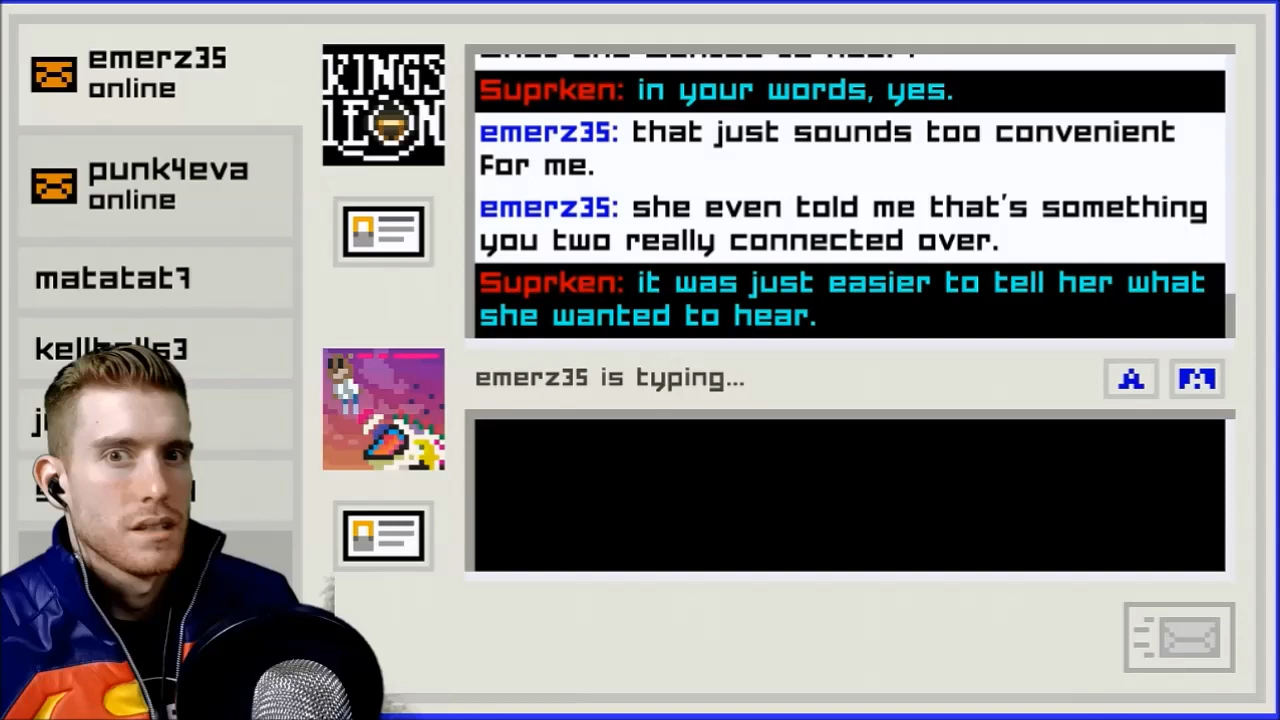 emerz35
online
punk4eva
online
matatat7
KINGS
LEON
Suprken: in your words, yes.
emerz35: that just sounds too convenient
for me.
emerz35: she even told me that's something
you two really connected over.
Suprken: it was just easier to tell her what
she wanted to hear.
emerz35 is typing...
A